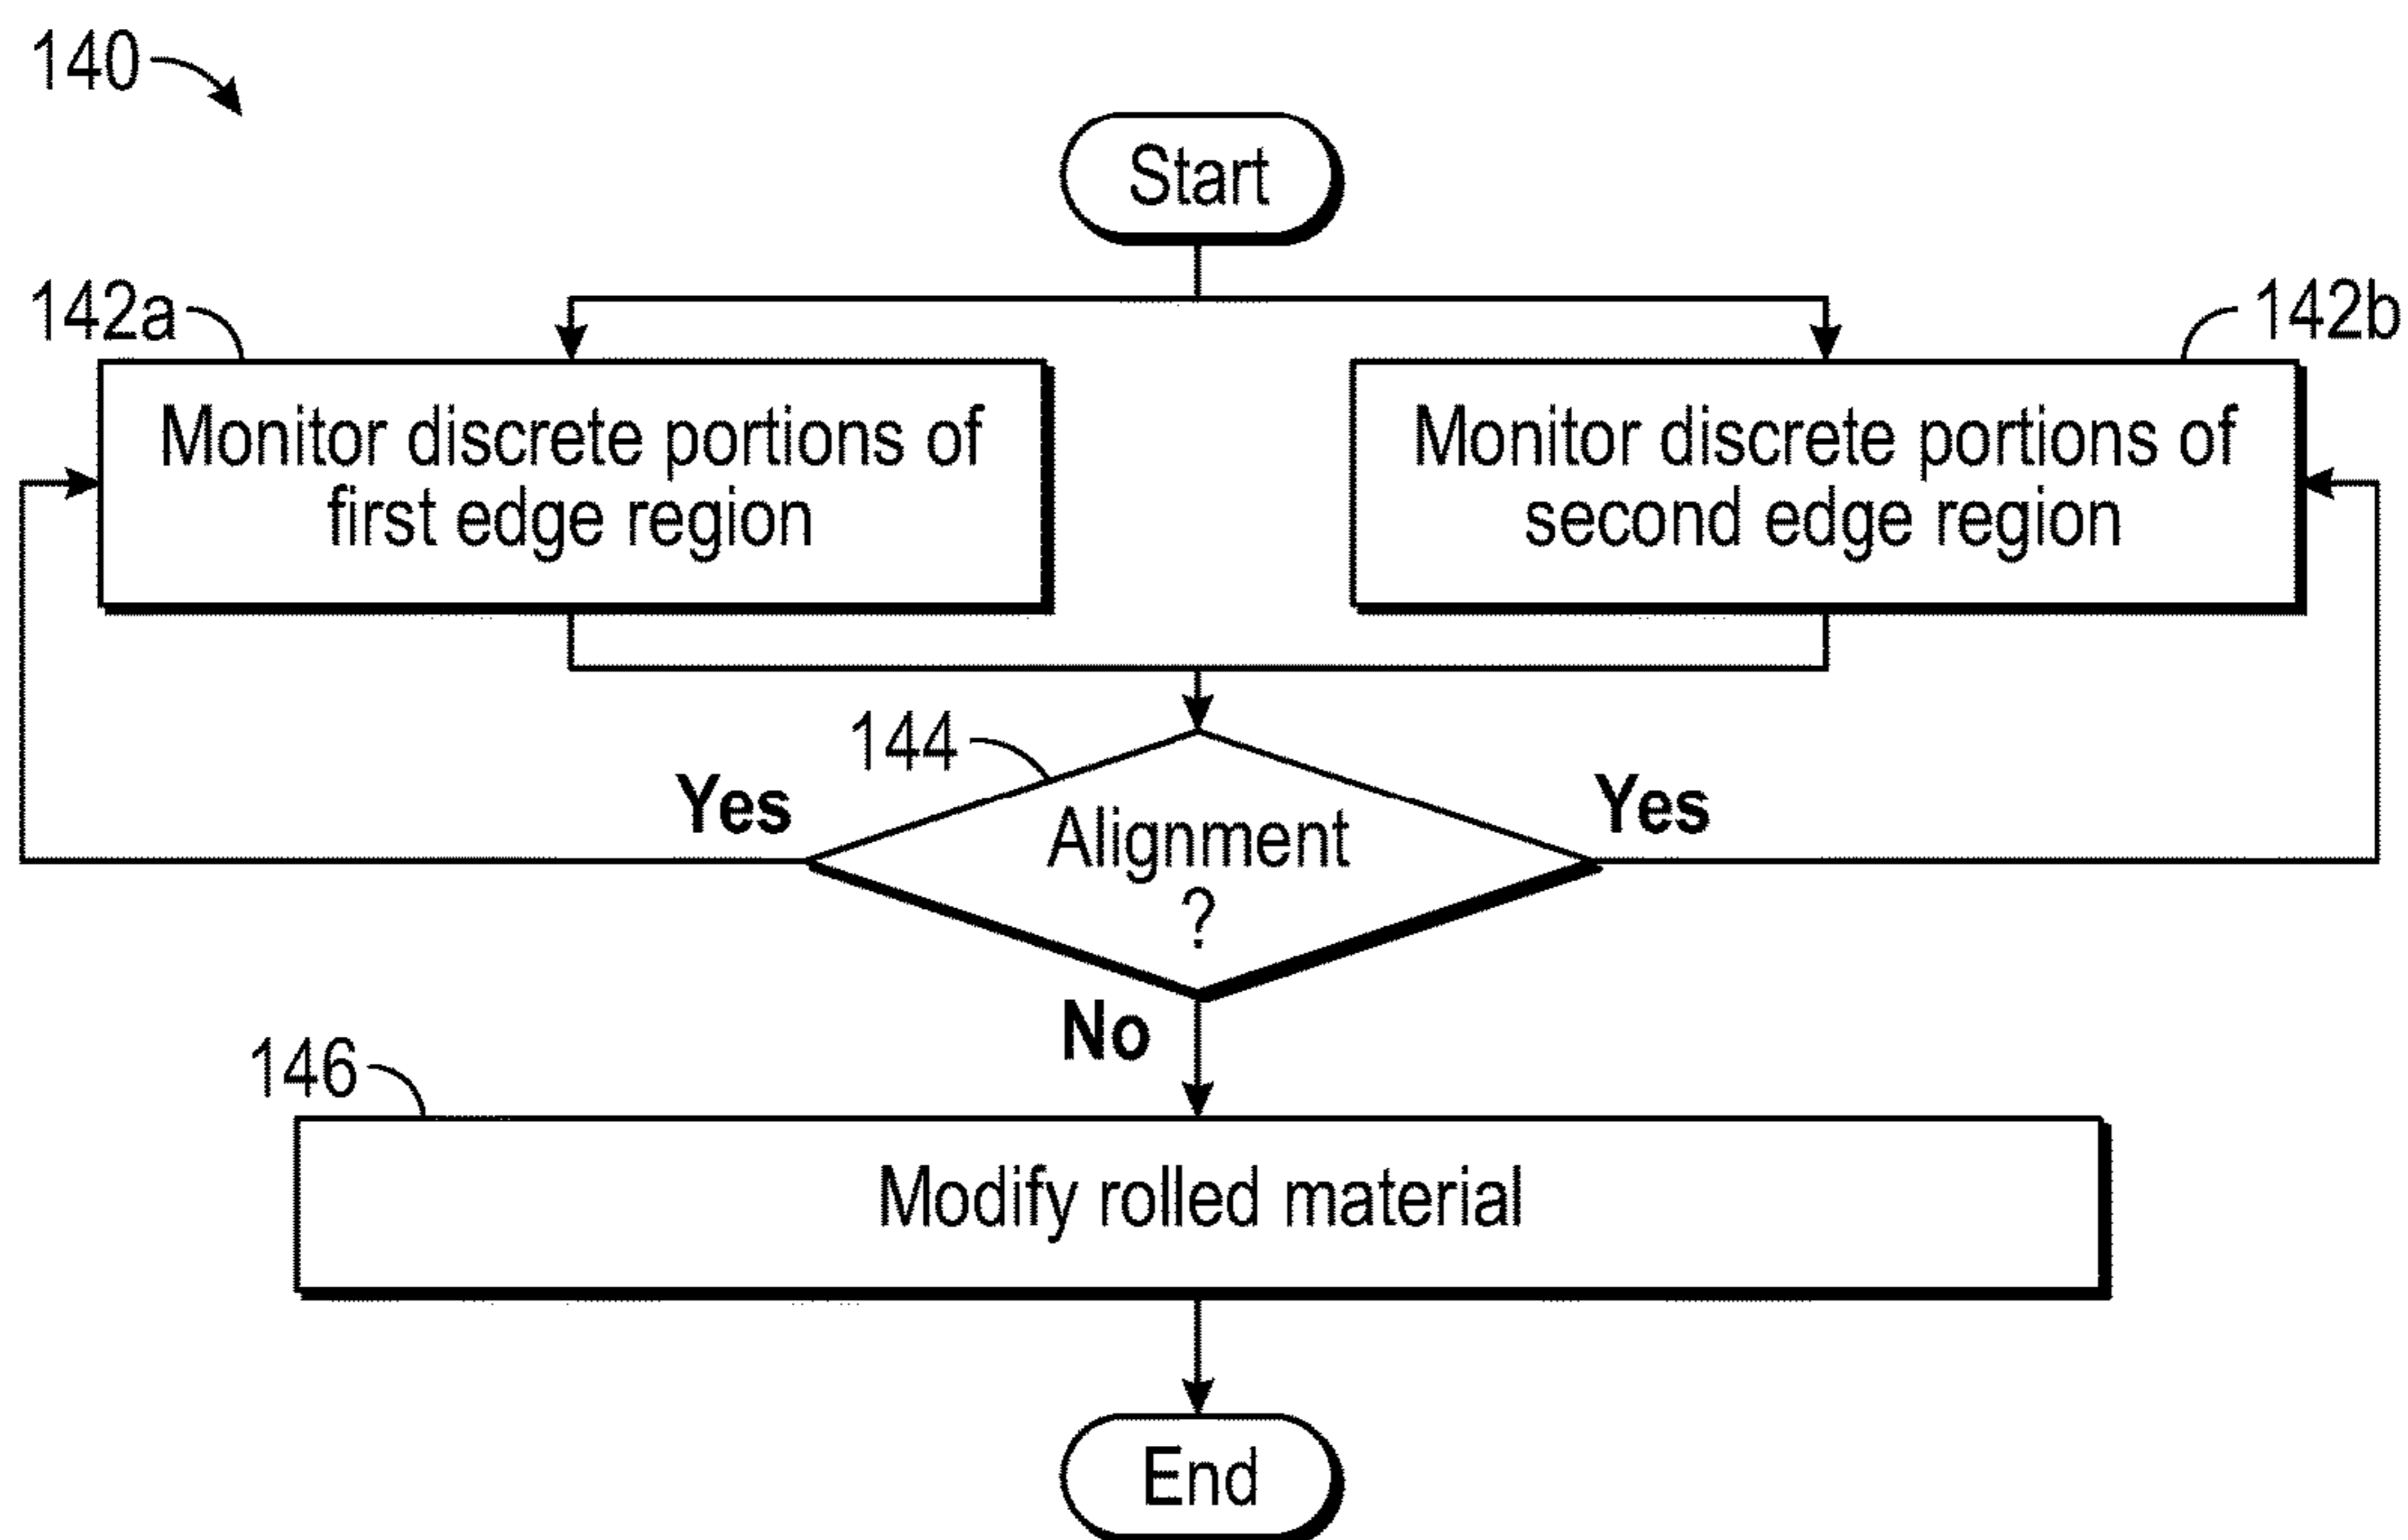 140
Start
142a
142b
Monitor discrete portions of
first edge region
Monitor discrete portions of
second edge region
144
Yes
Alignment
?
Yes
No
146
Modify rolled material
End